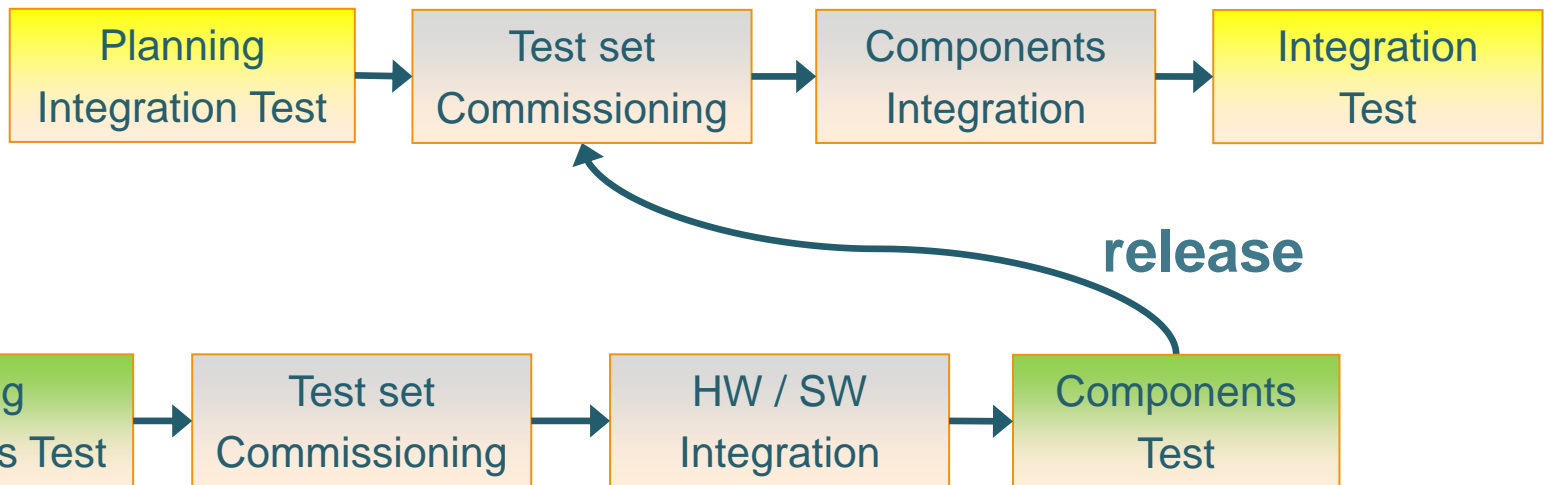 Planning
Integration Test
Test set
Commissioning
Components
Integration
Integration
Test
release
g
s Test
Test set
Commissioning
HW / SW
Integration
Components
Test